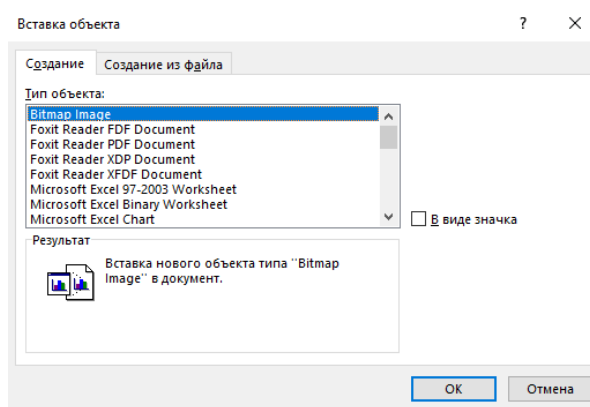 Вставка объекта ? ×
Создание Создание из файла
Тип объекта:
Bitmap Image
Foxit Reader FDF Document
Foxit Reader PDF Document
Foxit Reader XDP Document
Foxit Reader XFDF Document
Microsoft Excel 97-2003 Worksheet
Microsoft Excel Binary Worksheet
Microsoft Excel Chart
В виде значка
Результат
Вставка нового объекта типа "Bitmap
Image" в документ.
ОК Отмена